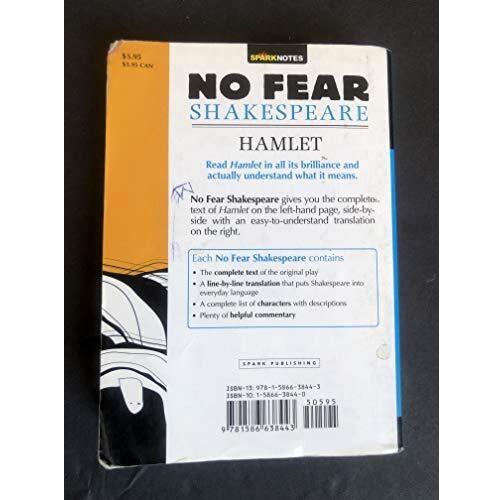 $5.95
$5.95 CAN
SPARKNOTES
NO FEAR
SHAKESPEARE
HAMLET
Read Hamlet in all its brilliance and
actually understand what it means.
No Fear Shakespeare gives you the complete
text of Hamlet on the left-hand page, side-by-
side with an easy-to-understand translation
on the right.
Each No Fear Shakespeare contains
• The complete text of the original play
• A line-by-line translation that puts Shakespeare into
everyday language
• A complete list of characters with descriptions
• Plenty of helpful commentary
SPARK PUBLISHING
ISBN-13: 978-1-5866-3844-3
ISBN-10: 1-5866-3844-0
50595
9 781586 638443